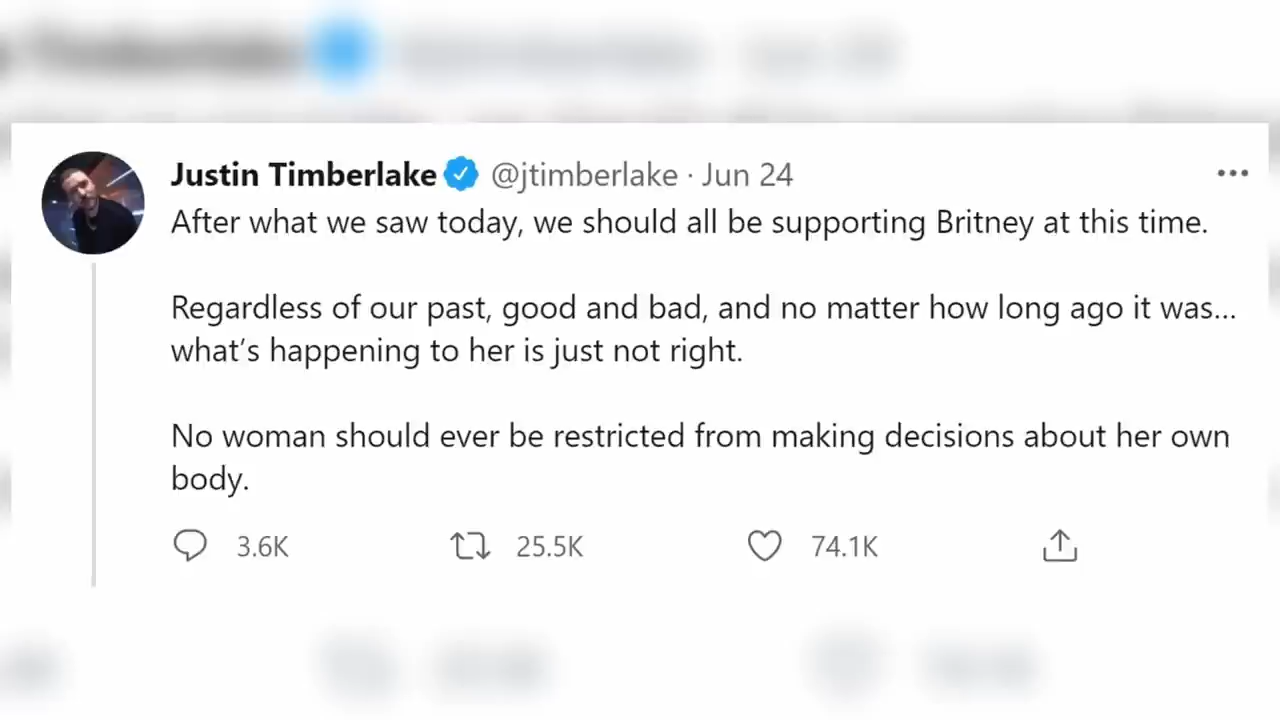 Justin Timberlake @jtimberlake · Jun 24
After what we saw today, we should all be supporting Britney at this time.
Regardless of our past, good and bad, and no matter how long ago it was...
what's happening to her is just not right.
No woman should ever be restricted from making decisions about her own
body.
3.6K 25.5K 74.1K